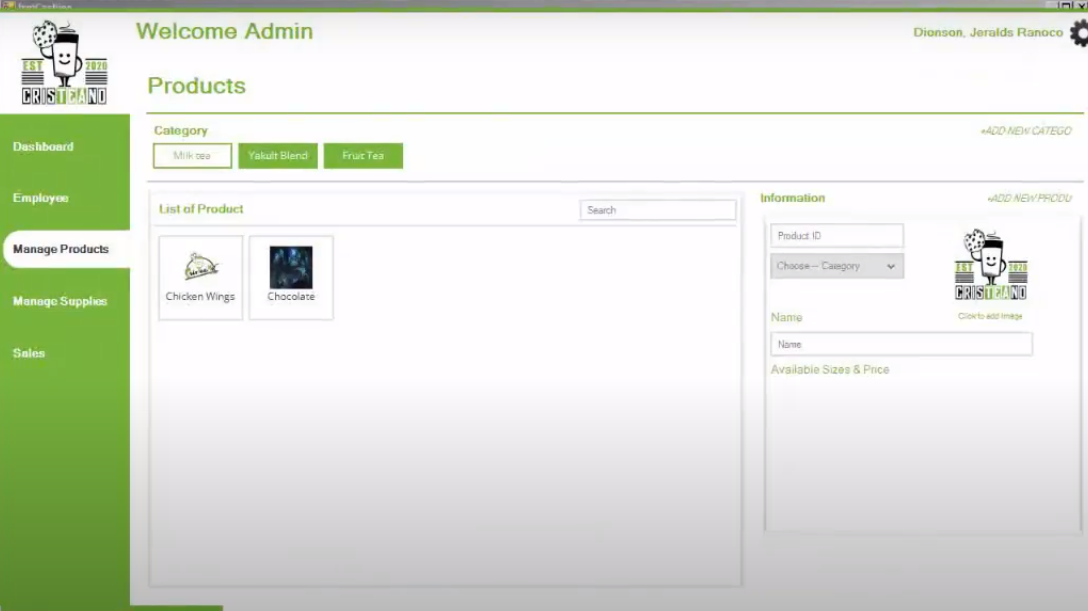 Welcome Admin
Dionson, Jeralds Ranoco
EST 2020
CRISTEANO
Products
Category
+ADD NEW CATEGO
Milk tea
Yakult Blend
Fruit Tea
Dashboard
Employee
Manage Products
Manage Supplies
Sales
List of Product
Search
Chicken Wings
Chocolate
Information
+ADD NEW PRODU
Product ID
Choose -- Category
EST 2020
CRISTEANO
Click to add image
Name
Name
Available Sizes & Price